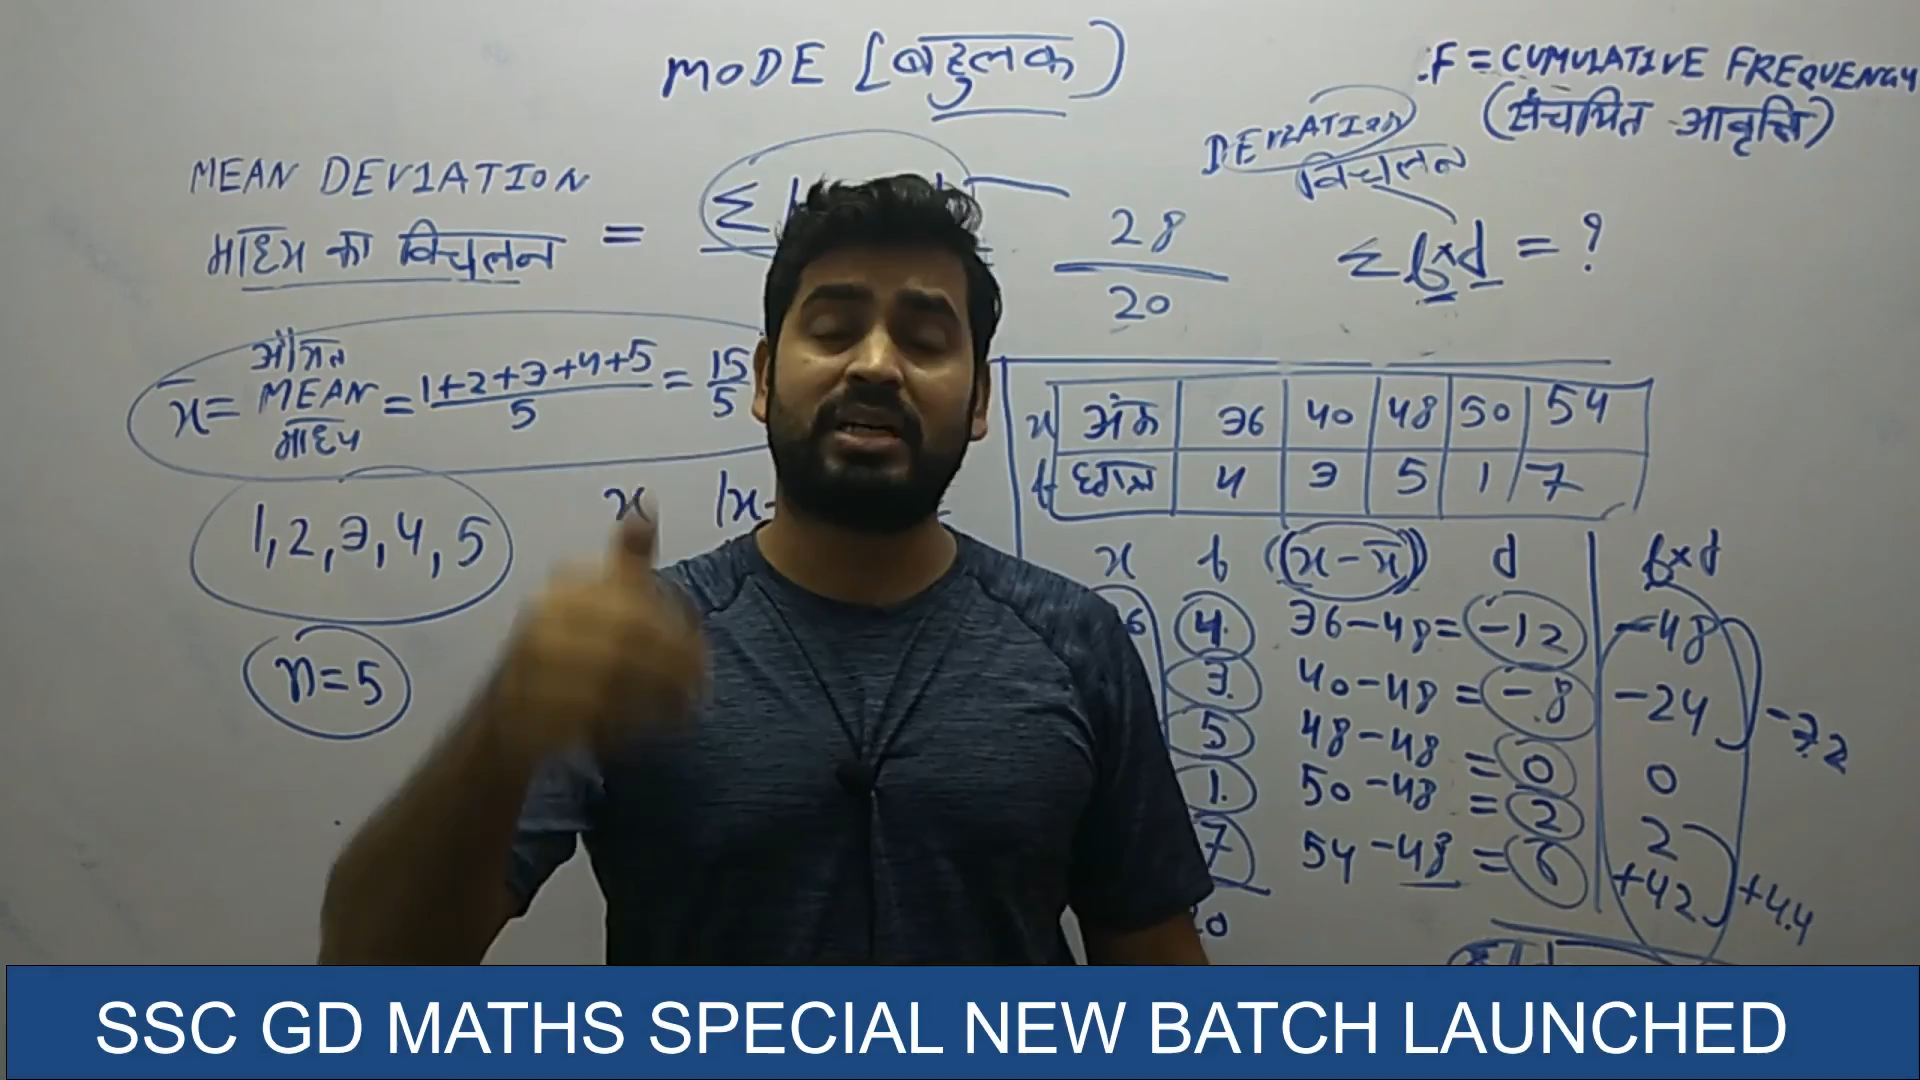 MODE [बहुलक)
.F = CUMULATIVE FREQUENCY
(संचयित आवृत्ति)
DEVIATION
विचलन
MEAN DEVIATION
माध्य का विचलन = Σ
28
20
Σ f×d = ?
औसत
x̄ = MEAN = 1+2+3+4+5 = 15
माध्य
5
5
x अंक 36 40 48 50 54
f छात्र 4 3 5 1 7
1,2,3,4,5
x |x-
n=5
x f (x-x̄) d f×d
6 4. 36-48= -12 -48
3. 40-48 = -8 -24 -72
5 48-48 = 0 0
1. 50-48 = 2 2
7 54-48 = 6 +42 +44
20
SSC GD MATHS SPECIAL NEW BATCH LAUNCHED